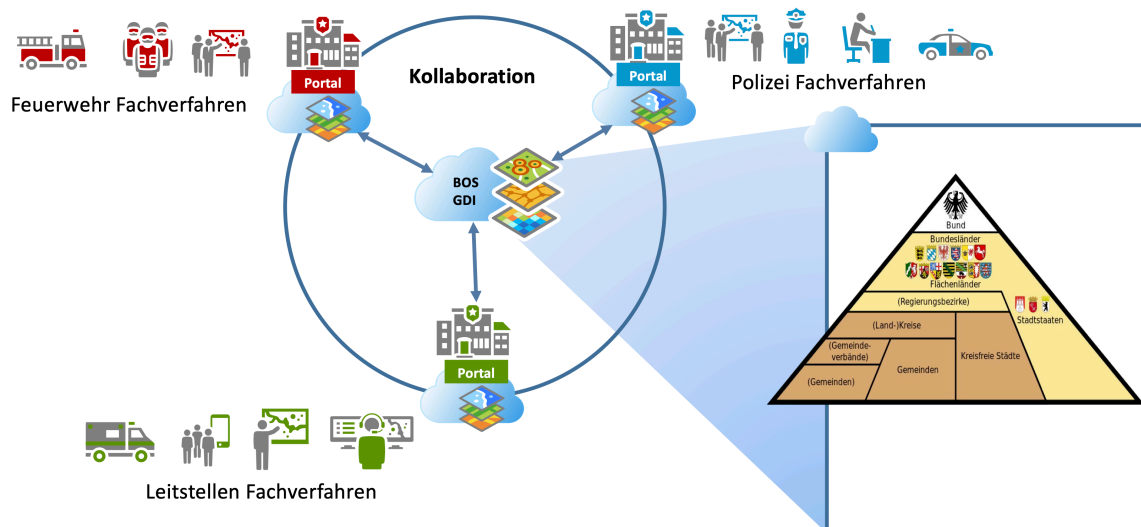 Kollaboration
Portal
Feuerwehr Fachverfahren
Portal
Polizei Fachverfahren
BOS
GDI
Portal
Leitstellen Fachverfahren
Bund
Bundesländer
Flächenländer
(Regierungsbezirke)
Stadtstaaten
(Land-)Kreise
(Gemeinde-
verbände)
Kreisfreie Städte
Gemeinden
(Gemeinden)